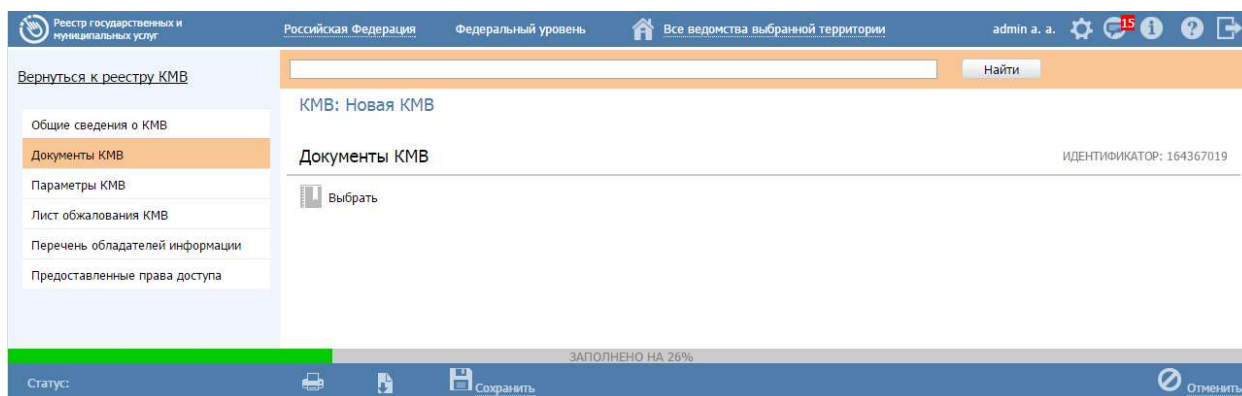 Реестр государственных и
муниципальных услуг
Российская Федерация
Федеральный уровень
Все ведомства выбранной территории
admin a. a.
15
Вернуться к реестру КМВ
Найти
КМВ: Новая КМВ
Общие сведения о КМВ
Документы КМВ
Документы КМВ
ИДЕНТИФИКАТОР: 164367019
Параметры КМВ
Выбрать
Лист обжалования КМВ
Перечень обладателей информации
Предоставленные права доступа
ЗАПОЛНЕНО НА 26%
Статус:
Сохранить
Отменить